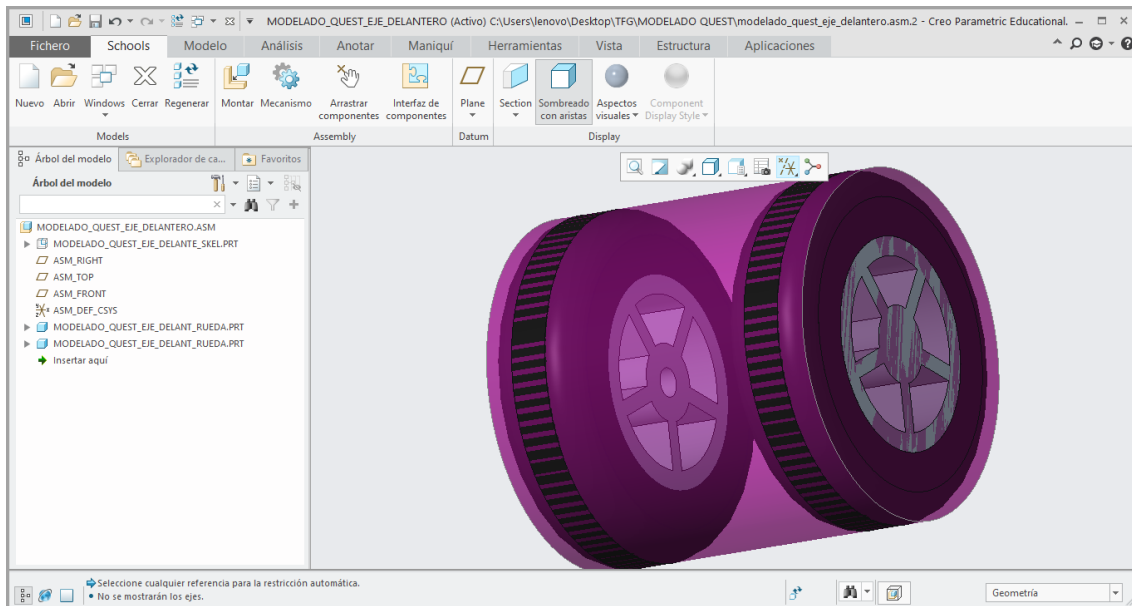 MODELADO_QUEST_EJE_DELANTERO (Activo) C:\Users\lenovo\Desktop\TFG\MODELADO QUEST\modelado_quest_eje_delantero.asm.2 - Creo Parametric Educational.
Fichero Schools Modelo Análisis Anotar Maniquí Herramientas Vista Estructura Aplicaciones
Nuevo Abrir Windows Cerrar Regenerar Montar Mecanismo Arrastrar componentes Interfaz de componentes Plane Section Sombreado con aristas Aspectos visuales Component Display Style
Models Assembly Datum Display
Árbol del modelo Explorador de ca... Favoritos
Árbol del modelo
MODELADO_QUEST_EJE_DELANTERO.ASM
MODELADO_QUEST_EJE_DELANTE_SKEL.PRT
ASM_RIGHT
ASM_TOP
ASM_FRONT
ASM_DEF_CSYS
MODELADO_QUEST_EJE_DELANT_RUEDA.PRT
MODELADO_QUEST_EJE_DELANT_RUEDA.PRT
Insertar aquí
Seleccione cualquier referencia para la restricción automática.
• No se mostrarán los ejes.
Geometría